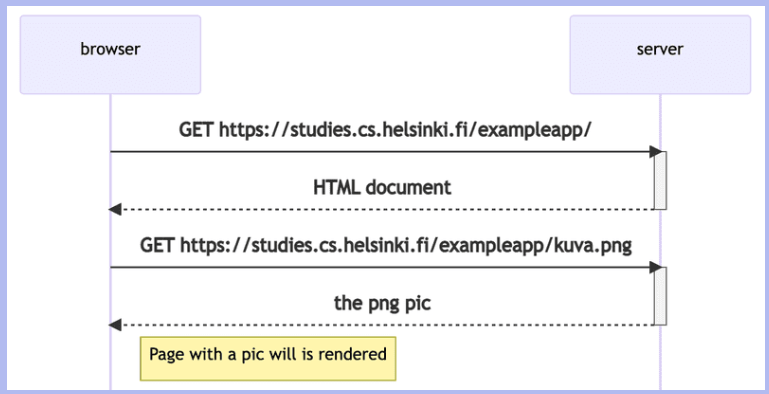 browser
server
GET https://studies.cs.helsinki.fi/exampleapp/
HTML document
GET https://studies.cs.helsinki.fi/exampleapp/kuva.png
the png pic
Page with a pic will is rendered